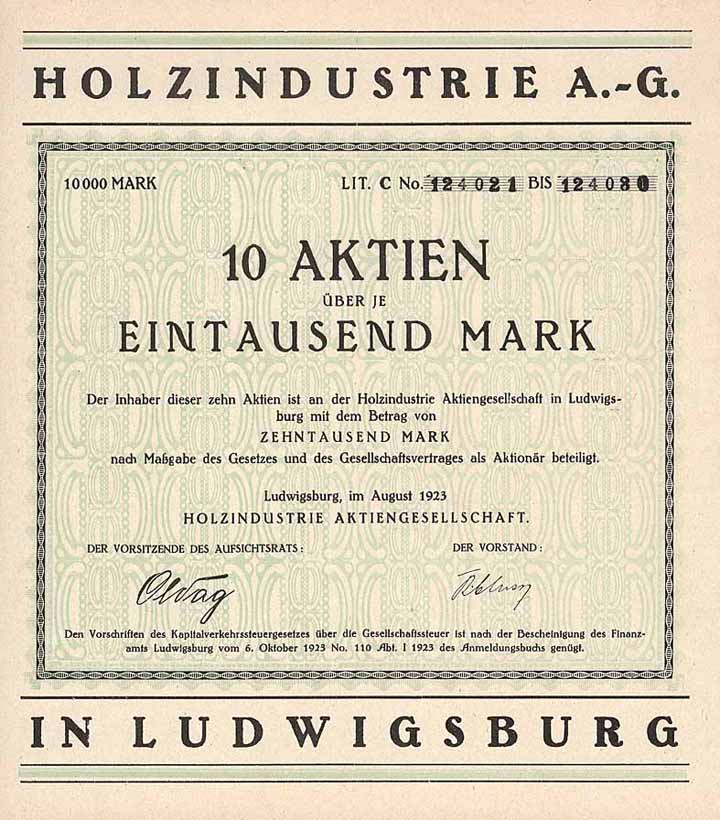 HOLZINDUSTRIE A.-G.
10000 MARK LIT. C No. 124021 BIS 124030
10 AKTIEN
ÜBER JE
EINTAUSEND MARK
Der Inhaber dieser zehn Aktien ist an der Holzindustrie Aktiengesellschaft in Ludwigs-
burg mit dem Betrag von
ZEHNTAUSEND MARK
nach Maßgabe des Gesetzes und des Gesellschaftsvertrages als Aktionär beteiligt.
Ludwigsburg, im August 1923
HOLZINDUSTRIE AKTIENGESELLSCHAFT.
DER VORSITZENDE DES AUFSICHTSRATS: DER VORSTAND:
Den Vorschriften des Kapitalverkehrssteuergesetzes über die Gesellschaftssteuer ist nach der Bescheinigung des Finanz-
amts Ludwigsburg vom 6. Oktober 1923 No. 110 Abt. I 1923 des Anmeldungsbuchs genügt.
IN LUDWIGSBURG